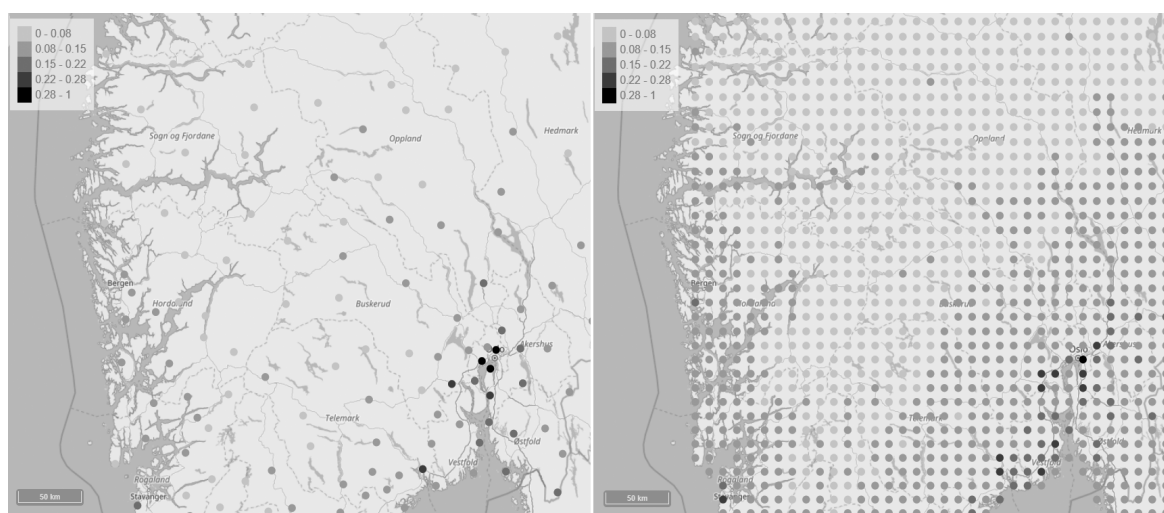 0 - 0.08
0.08 - 0.15
0.15 - 0.22
0.22 - 0.28
0.28 - 1
Sogn og Fjordane
Oppland
Hedmark
Bergen
Hordaland
Buskerud
Akershus
Telemark
Østfold
Vestfold
Rogaland
Stavanger
50 km
0 - 0.08
0.08 - 0.15
0.15 - 0.22
0.22 - 0.28
0.28 - 1
Sogn og Fjordane
Oppland
Hedmark
Bergen
Hordaland
Buskerud
Oslo
Akershus
Telemark
Østfold
Vestfold
Rogaland
Stavanger
50 km